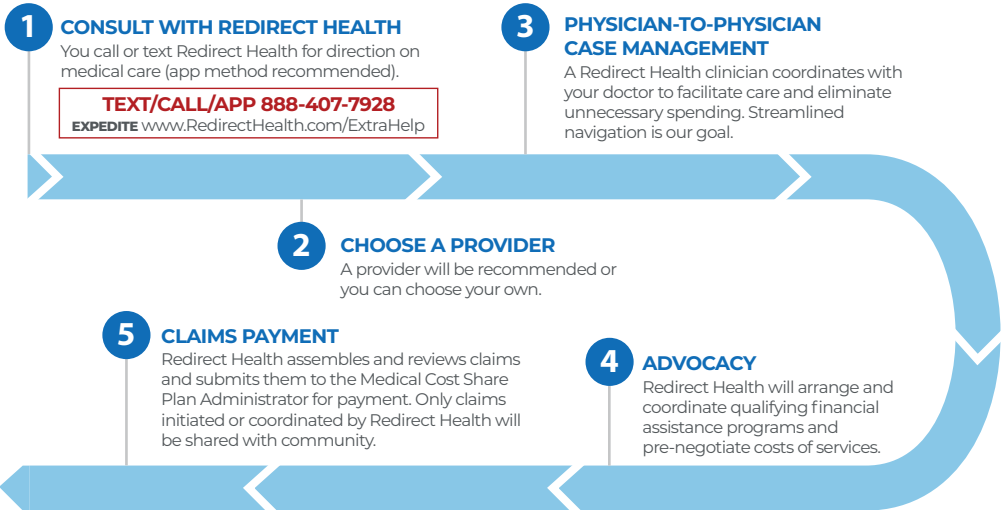 1
CONSULT WITH REDIRECT HEALTH
You call or text Redirect Health for direction on
medical care (app method recommended).
TEXT/CALL/APP 888-407-7928
EXPEDITE www.RedirectHealth.com/ExtraHelp
2
CHOOSE A PROVIDER
A provider will be recommended or
you can choose your own.
3
PHYSICIAN-TO-PHYSICIAN
CASE MANAGEMENT
A Redirect Health clinician coordinates with
your doctor to facilitate care and eliminate
unnecessary spending. Streamlined
navigation is our goal.
4
ADVOCACY
Redirect Health will arrange and
coordinate qualifying financial
assistance programs and
pre-negotiate costs of services.
5
CLAIMS PAYMENT
Redirect Health assembles and reviews claims
and submits them to the Medical Cost Share
Plan Administrator for payment. Only claims
initiated or coordinated by Redirect Health will
be shared with community.